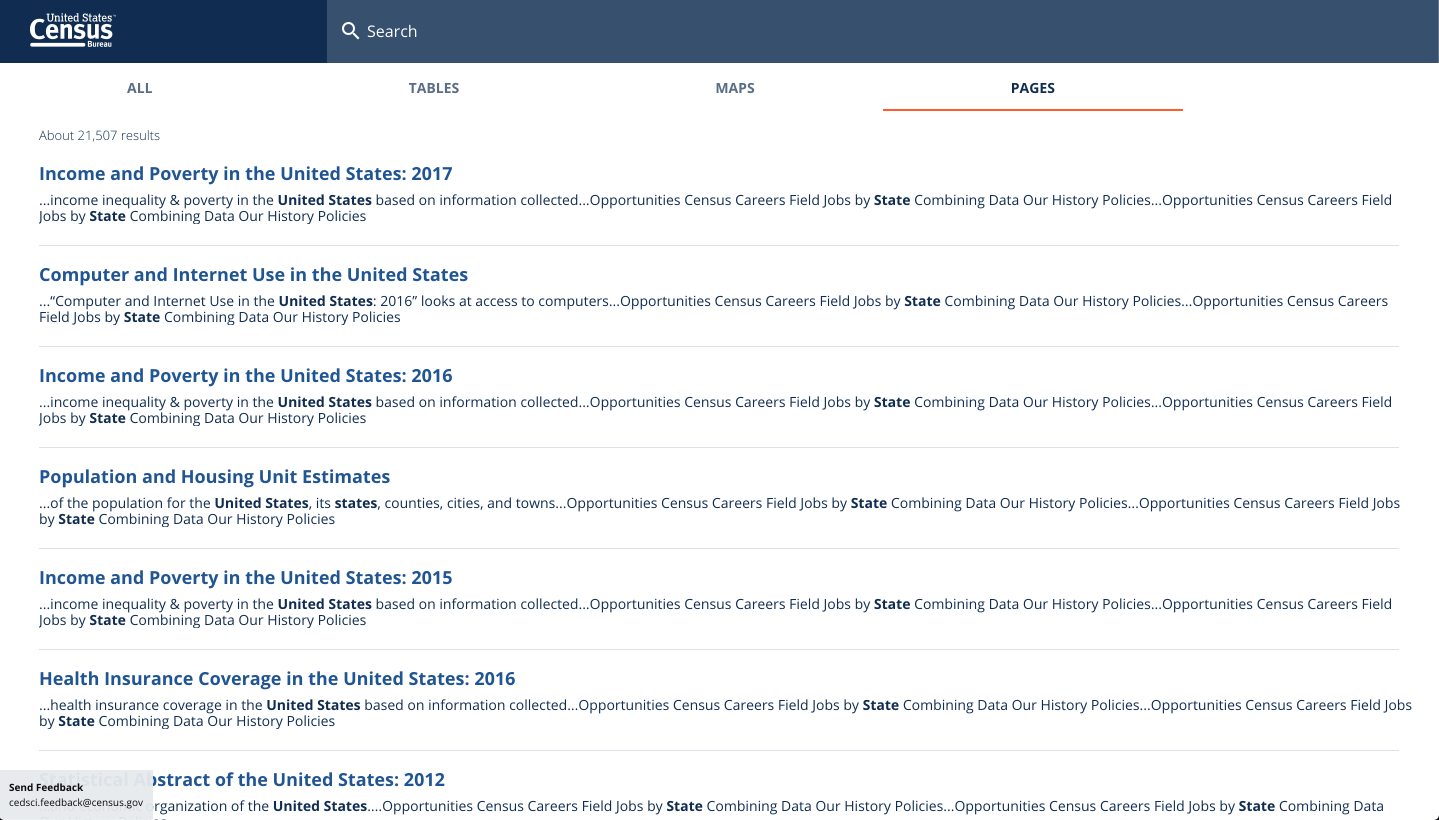 United States™
Census
Bureau
Search
ALL TABLES MAPS PAGES
About 21,507 results
Income and Poverty in the United States: 2017
...income inequality & poverty in the United States based on information collected...Opportunities Census Careers Field Jobs by State Combining Data Our History Policies...Opportunities Census Careers Field
Jobs by State Combining Data Our History Policies
Computer and Internet Use in the United States
...“Computer and Internet Use in the United States: 2016” looks at access to computers...Opportunities Census Careers Field Jobs by State Combining Data Our History Policies...Opportunities Census Careers
Field Jobs by State Combining Data Our History Policies
Income and Poverty in the United States: 2016
...income inequality & poverty in the United States based on information collected...Opportunities Census Careers Field Jobs by State Combining Data Our History Policies...Opportunities Census Careers Field
Jobs by State Combining Data Our History Policies
Population and Housing Unit Estimates
...of the population for the United States, its states, counties, cities, and towns...Opportunities Census Careers Field Jobs by State Combining Data Our History Policies...Opportunities Census Careers Field Jobs
by State Combining Data Our History Policies
Income and Poverty in the United States: 2015
...income inequality & poverty in the United States based on information collected...Opportunities Census Careers Field Jobs by State Combining Data Our History Policies...Opportunities Census Careers Field
Jobs by State Combining Data Our History Policies
Health Insurance Coverage in the United States: 2016
...health insurance coverage in the United States based on information collected...Opportunities Census Careers Field Jobs by State Combining Data Our History Policies...Opportunities Census Careers Field Jobs
by State Combining Data Our History Policies
Statistical Abstract of the United States: 2012
organization of the United States....Opportunities Census Careers Field Jobs by State Combining Data Our History Policies...Opportunities Census Careers Field Jobs by State Combining Data
Send Feedback
cedsci.feedback@census.gov